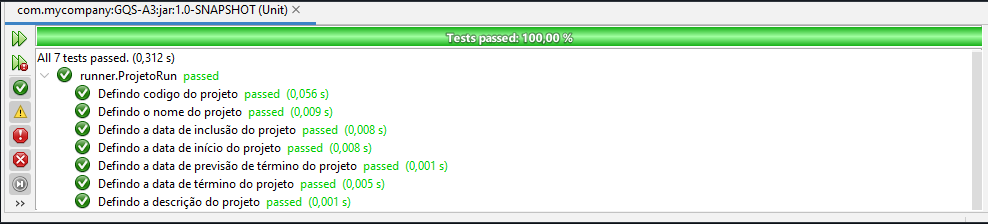 com.mycompany:GQS-A3:jar:1.0-SNAPSHOT (Unit) ×
Tests passed: 100,00 %
All 7 tests passed. (0,312 s)
runner.ProjetoRun passed
Defindo codigo do projeto passed (0,056 s)
Defindo o nome do projeto passed (0,009 s)
Defindo a data de inclusão do projeto passed (0,008 s)
Defindo a data de início do projeto passed (0,008 s)
Defindo a data de previsão de término do projeto passed (0,001 s)
Defindo a data de término do projeto passed (0,005 s)
Defindo a descrição do projeto passed (0,001 s)
>>